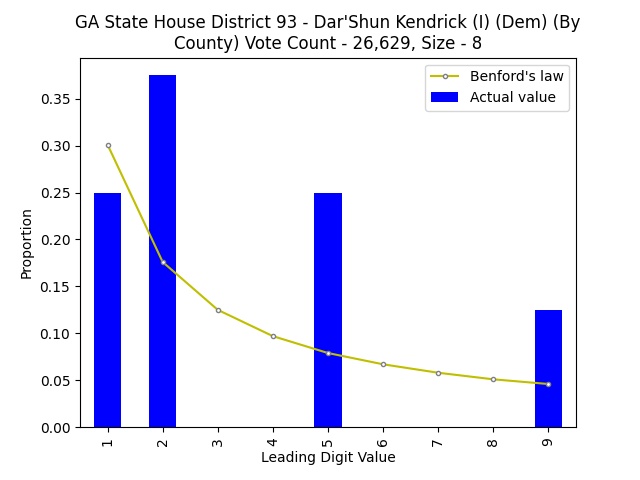 GA State House District 93 - Dar'Shun Kendrick (I) (Dem) (By
County) Vote Count - 26,629, Size - 8
Benford's law
Actual value
0.35
0.30
0.25
0.20
0.15
0.10
0.05
0.00
Proportion
1 2 3 4 5 6 7 8 9
Leading Digit Value